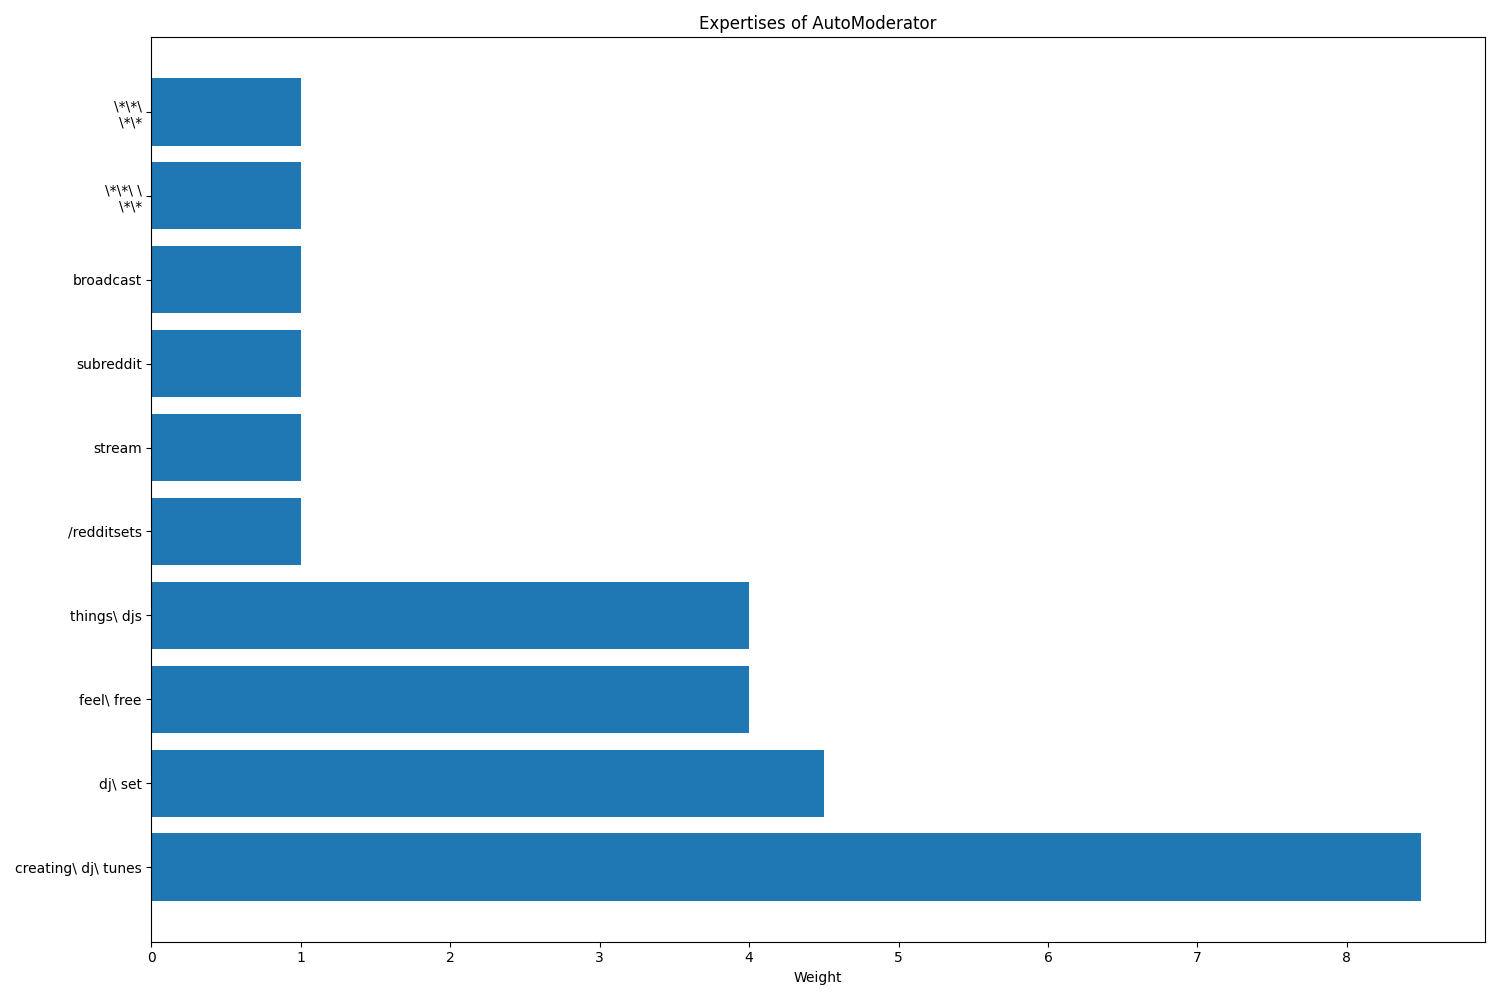 Expertises of AutoModerator
\*\*\
\*\*
\*\*\ \
\*\*
broadcast
subreddit
stream
/redditsets
things\ djs
feel\ free
dj\ set
creating\ dj\ tunes
0 1 2 3 4 5 6 7 8
Weight